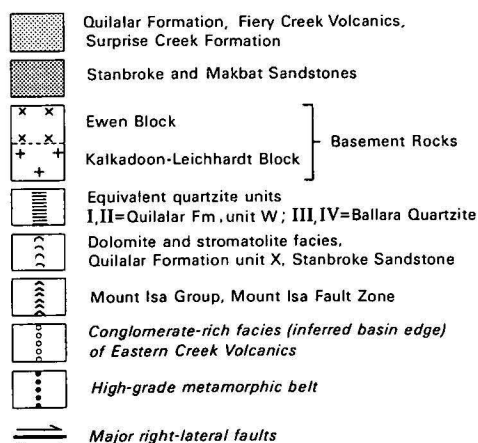 Quilalar Formation, Fiery Creek Volcanics,
Surprise Creek Formation
Stanbroke and Makbat Sandstones
Ewen Block
Basement Rocks
Kalkadoon-Leichhardt Block
Equivalent quartzite units
I,II=Quilalar Fm, unit W; III,IV=Ballara Quartzite
Dolomite and stromatolite facies,
Quilalar Formation unit X, Stanbroke Sandstone
Mount Isa Group, Mount Isa Fault Zone
Conglomerate-rich facies (inferred basin edge)
of Eastern Creek Volcanics
High-grade metamorphic belt
Major right-lateral faults